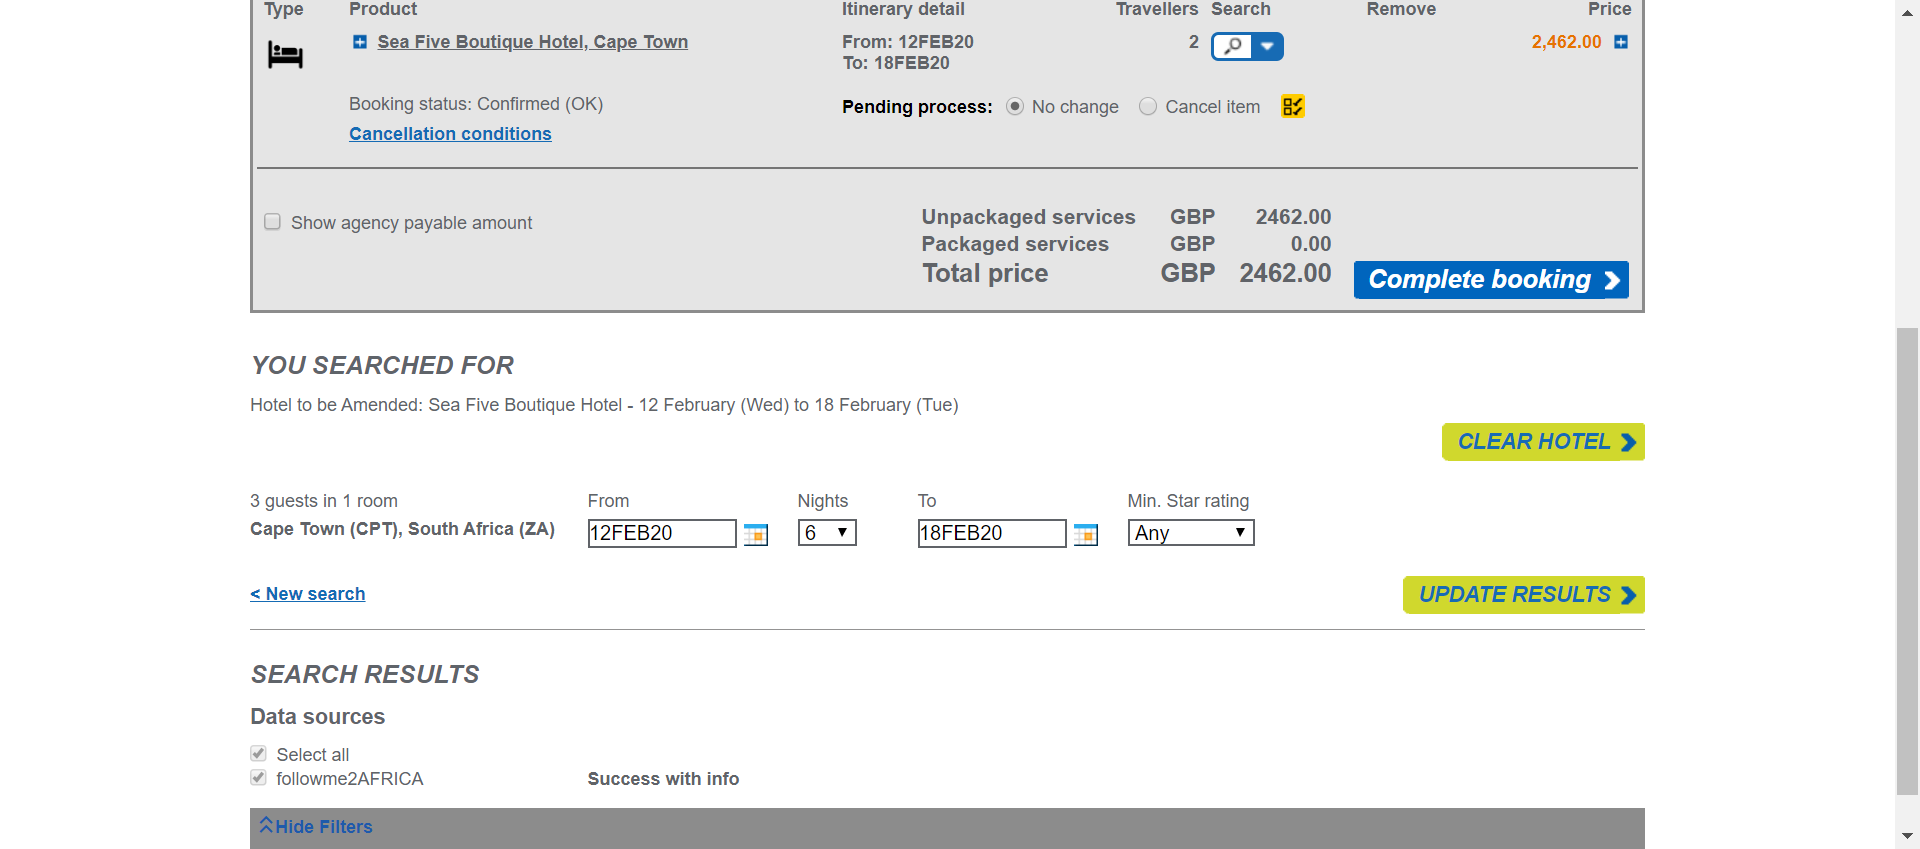 Type Product Itinerary detail Travellers Search Remove Price
Sea Five Boutique Hotel, Cape Town From: 12FEB20 2 2,462.00
To: 18FEB20
Booking status: Confirmed (OK) Pending process: No change Cancel item
Cancellation conditions
Show agency payable amount
Unpackaged services GBP 2462.00
Packaged services GBP 0.00
Total price GBP 2462.00
Complete booking
YOU SEARCHED FOR
Hotel to be Amended: Sea Five Boutique Hotel - 12 February (Wed) to 18 February (Tue)
CLEAR HOTEL
3 guests in 1 room From Nights To Min. Star rating
Cape Town (CPT), South Africa (ZA) 12FEB20 6 18FEB20 Any
< New search
UPDATE RESULTS
SEARCH RESULTS
Data sources
Select all
followme2AFRICA Success with info
Hide Filters